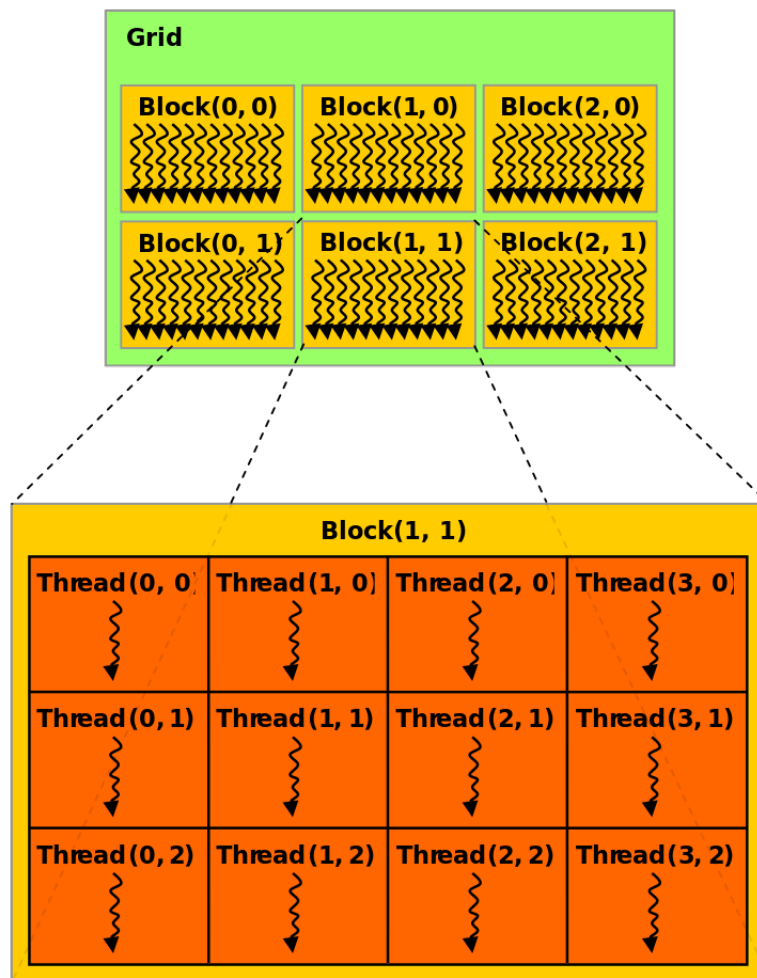 Grid
Block(0, 0) Block(1, 0) Block(2, 0)
Block(0, 1) Block(1, 1) Block(2, 1)
Block(1, 1)
Thread(0, 0) Thread(1, 0) Thread(2, 0) Thread(3, 0)
Thread(0, 1) Thread(1, 1) Thread(2, 1) Thread(3, 1)
Thread(0, 2) Thread(1, 2) Thread(2, 2) Thread(3, 2)